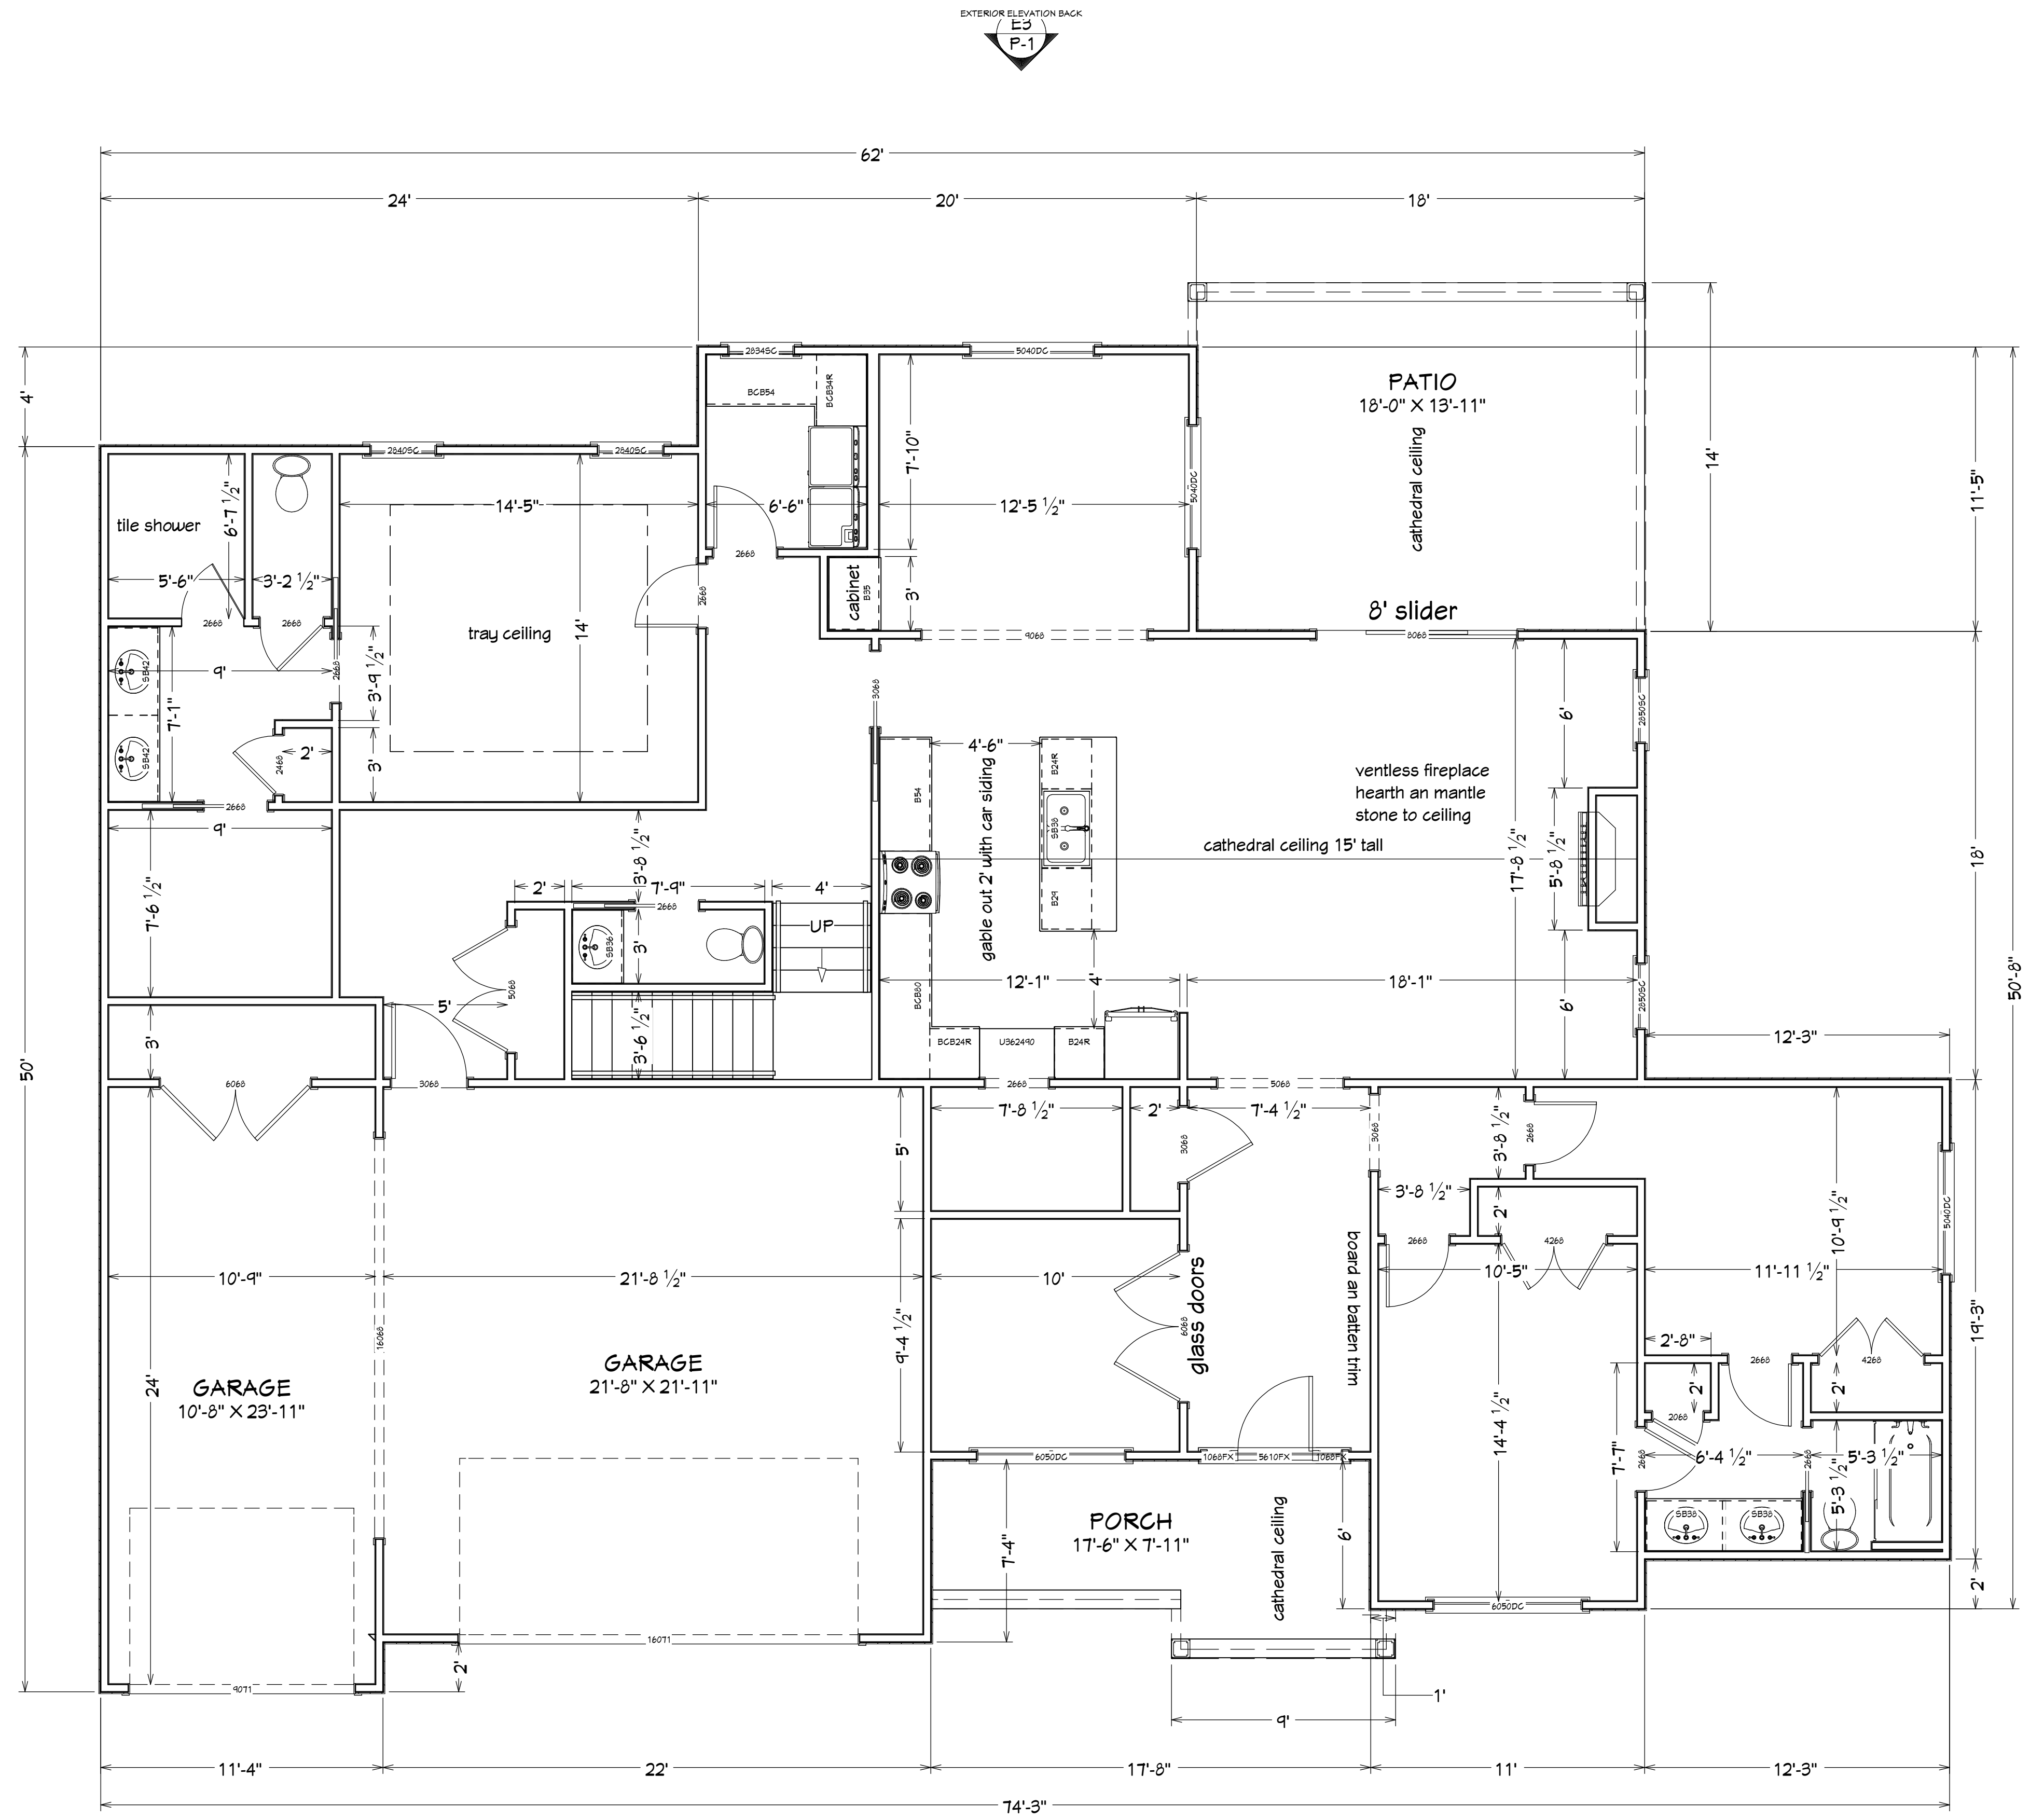 EXTERIOR ELEVATION BACK
E3
P-1
62'
24'
20'
18'
4'
50'
14'
11'-5"
18'
50'-8"
19'-3"
2'
2834SC
5040DC
BCB54
BCB34R
PATIO
18'-0" X 13'-11"
cathedral ceiling
5040DC
7'-10"
12'-5 1/2"
6'-6"
2668
3'
cabinet
B35
8' slider
8068
9068
2840SC
2840SC
14'-5"
14'
tray ceiling
2668
tile shower
6'-7 1/2"
5'-6"
3'-2 1/2"
2668
2668
2668
SB42
SB42
9'
7'-1"
3'-9 1/2"
3'
2'
2468
2668
9'
7'-6 1/2"
3068
B54
4'-6"
gable out 2' with car siding
B24R
SB38
B29
ventless fireplace
hearth an mantle
stone to ceiling
cathedral ceiling 15' tall
17'-8 1/2"
6'
5'-8 1/2"
6'
2850SC
2850SC
3'-8 1/2"
2'
7'-9"
4'
2668
SB36
3'
UP
5068
5'
3'-6 1/2"
12'-1"
4'
18'-1"
BCB80
BCB24R
U362490
B24R
12'-3"
3'
6068
3068
2668
5068
7'-8 1/2"
2'
7'-4 1/2"
3068
3068
5'
3'-8 1/2"
2668
3'-8 1/2"
2'
2668
4268
10'-5"
10'-9 1/2"
11'-11 1/2"
5040DC
10'-9"
21'-8 1/2"
10'
9'-4 1/2"
6068
glass doors
board an batten trim
16068
24'
GARAGE
10'-8" X 23'-11"
GARAGE
21'-8" X 21'-11"
14'-4 1/2"
2'-8"
2668
4268
2'
2'
2068
7'-7"
2668
6'-4 1/2"
2668
5'-3 1/2"
5'-3 1/2"
SB38
SB38
6050DC
1068FX
5610FX
1068FX
PORCH
17'-6" X 7'-11"
cathedral ceiling
7'-4"
6'
6050DC
16071
2'
9071
1'
9'
11'-4"
22'
17'-8"
11'
12'-3"
74'-3"